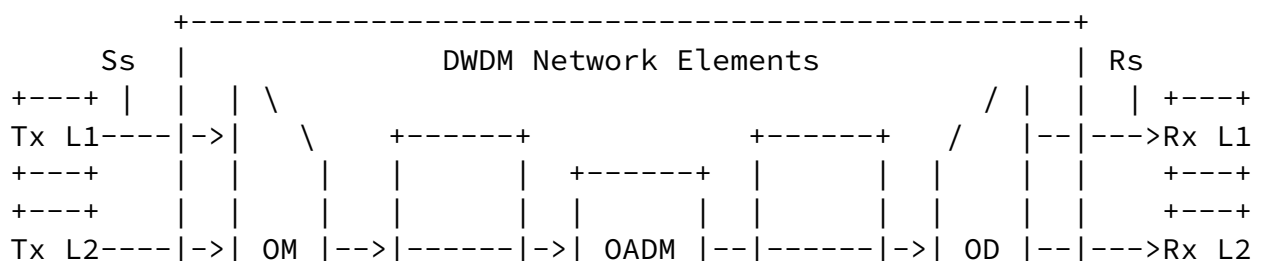 +--------------------------------------------------+
Ss | DWDM Network Elements | Rs
+---+ | | | \ / | | | +---+
Tx L1----|->| \ +------+ +------+ / |--|--->Rx L1
+---+ | | | | | +------+ | | | | | +---+
+---+ | | | | | | | | | | | | +---+
Tx L2----|->| OM |-->|------|->| OADM |--|------|->| OD |--|--->Rx L2